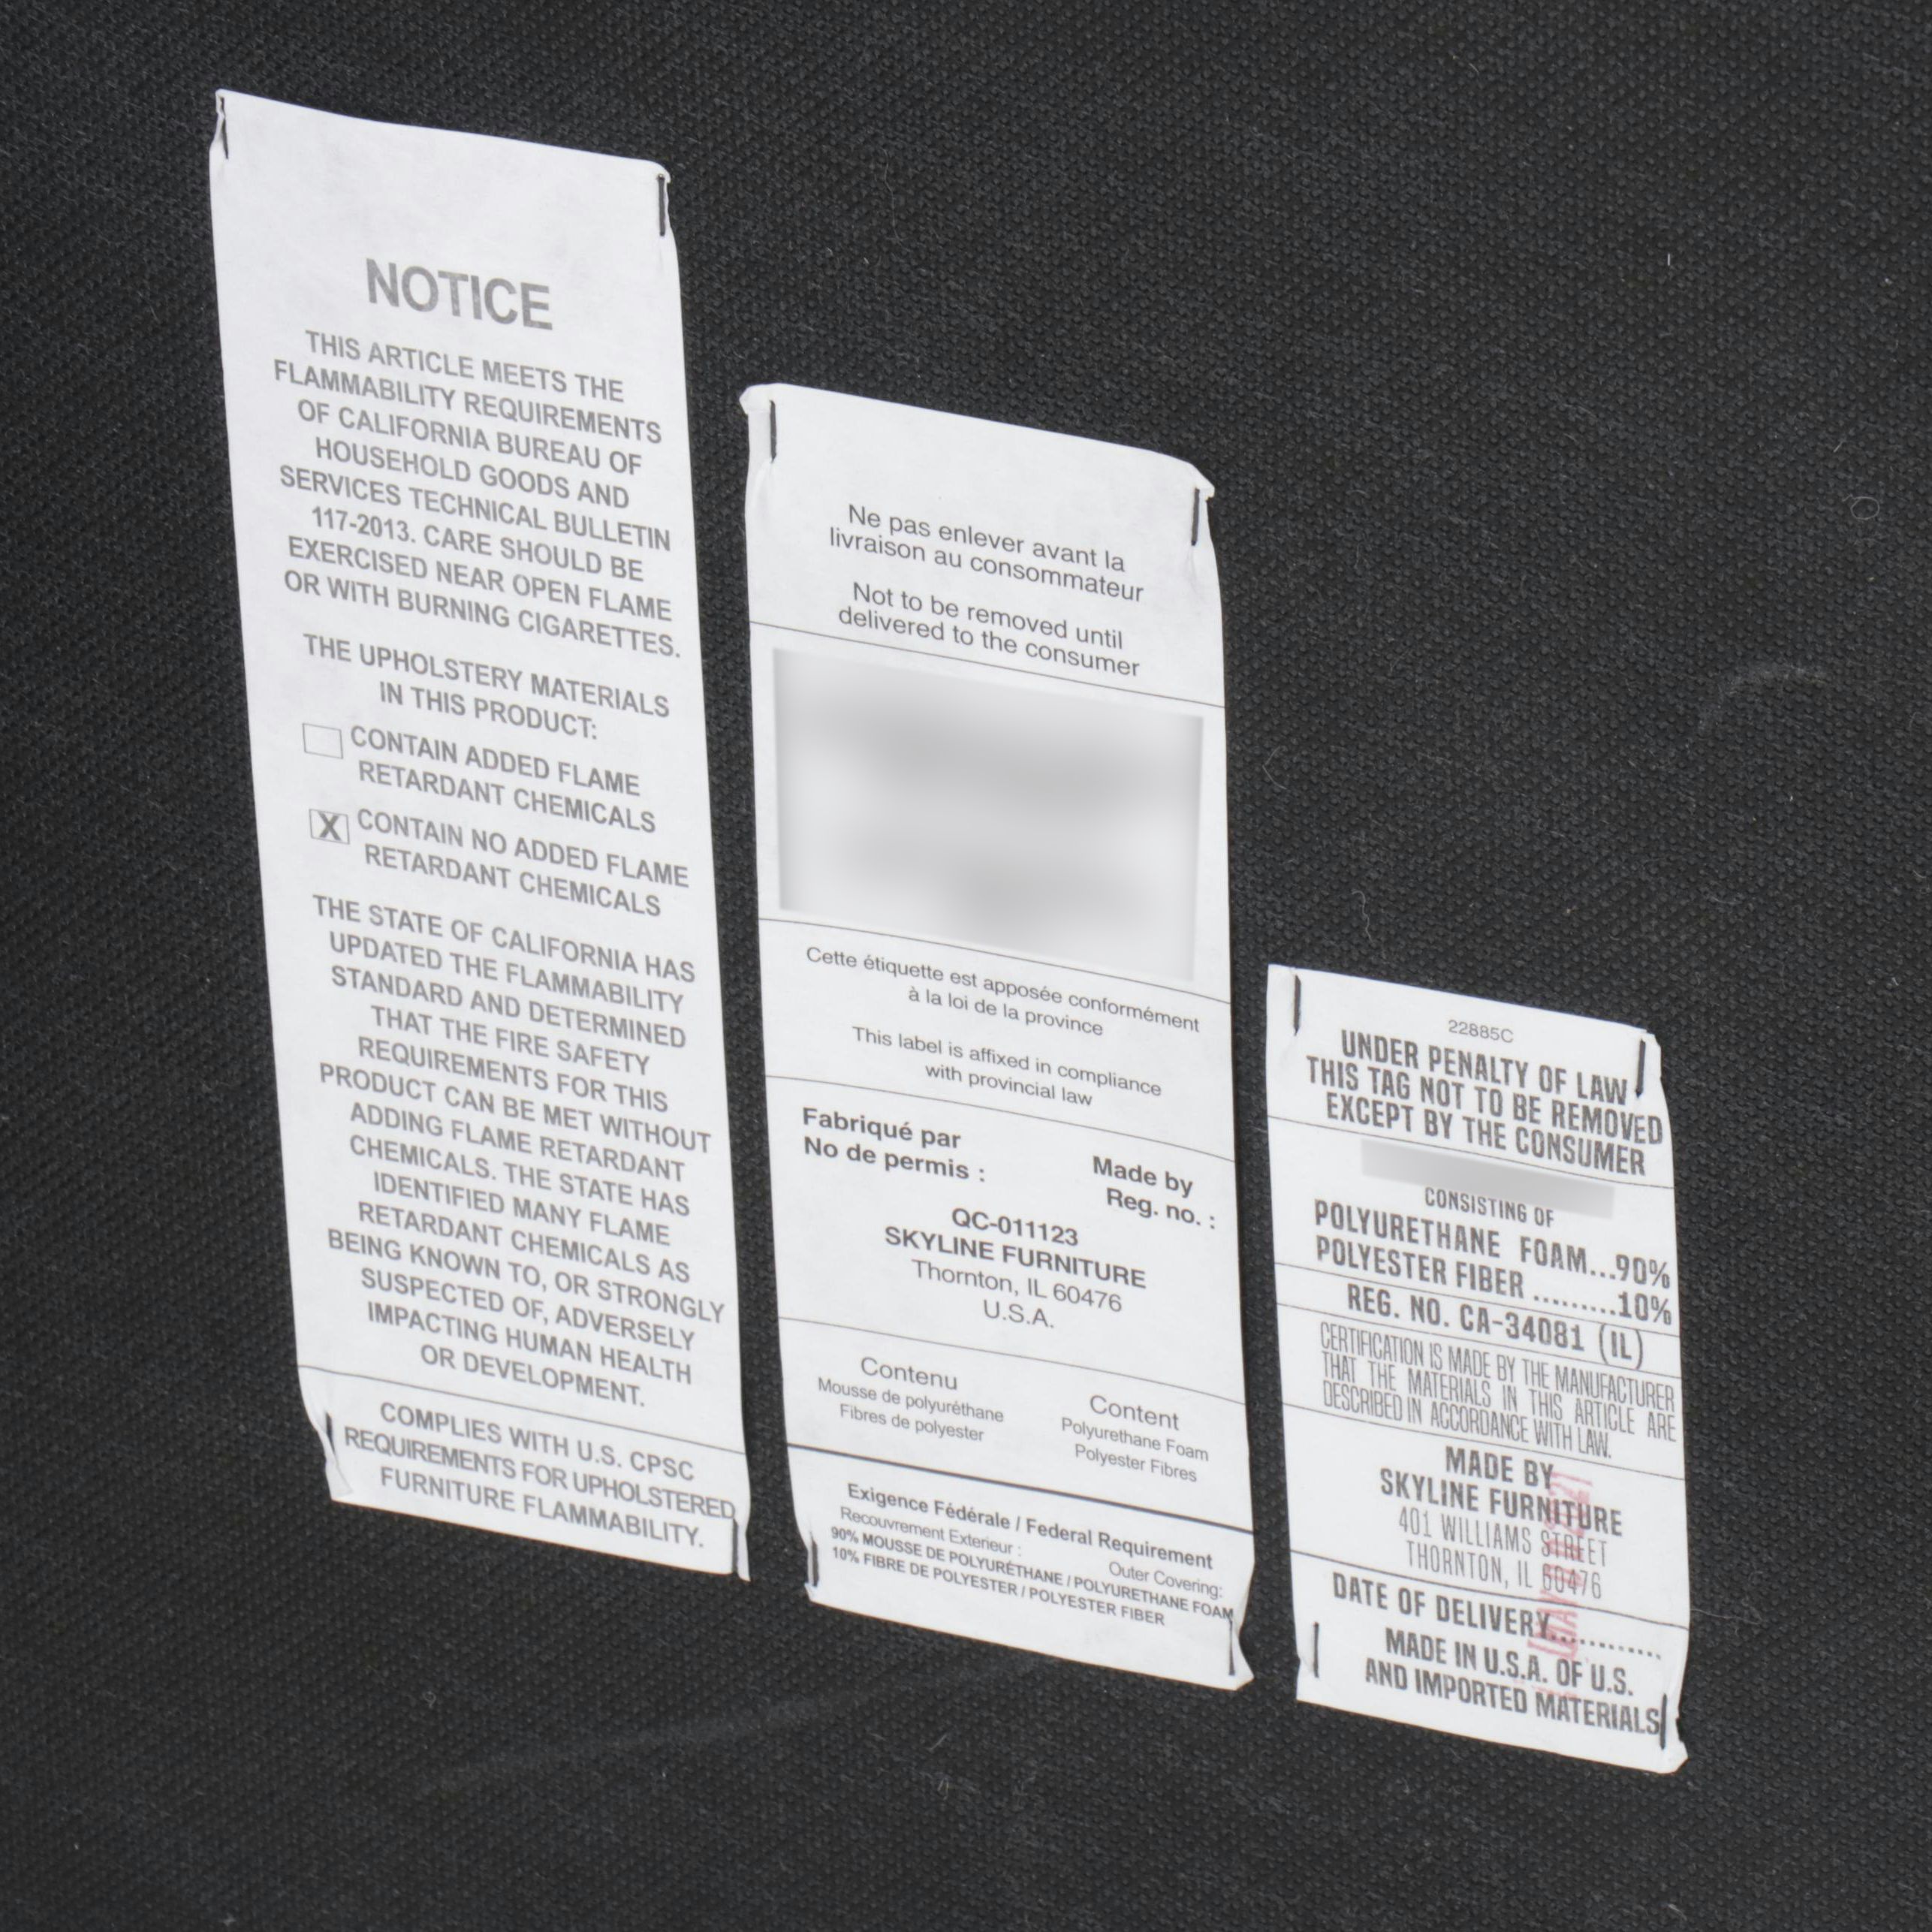 NOTICE
THIS ARTICLE MEETS THE
FLAMMABILITY REQUIREMENTS
OF CALIFORNIA BUREAU OF
HOUSEHOLD GOODS AND
SERVICES TECHNICAL BULLETIN
117-2013. CARE SHOULD BE
EXERCISED NEAR OPEN FLAME
OR WITH BURNING CIGARETTES.
THE UPHOLSTERY MATERIALS
IN THIS PRODUCT:
CONTAIN ADDED FLAME
RETARDANT CHEMICALS
X CONTAIN NO ADDED FLAME
RETARDANT CHEMICALS
THE STATE OF CALIFORNIA HAS
UPDATED THE FLAMMABILITY
STANDARD AND DETERMINED
THAT THE FIRE SAFETY
REQUIREMENTS FOR THIS
PRODUCT CAN BE MET WITHOUT
ADDING FLAME RETARDANT
CHEMICALS. THE STATE HAS
IDENTIFIED MANY FLAME
RETARDANT CHEMICALS AS
BEING KNOWN TO, OR STRONGLY
SUSPECTED OF, ADVERSELY
IMPACTING HUMAN HEALTH
OR DEVELOPMENT.
COMPLIES WITH U.S. CPSC
REQUIREMENTS FOR UPHOLSTERED
FURNITURE FLAMMABILITY.
Ne pas enlever avant la
livraison au consommateur
Not to be removed until
delivered to the consumer
Cette étiquette est apposée conformément
à la loi de la province
This label is affixed in compliance
with provincial law
Fabriqué par
No de permis :
Made by
Reg. no. :
QC-011123
SKYLINE FURNITURE
Thornton, IL 60476
U.S.A.
Contenu
Mousse de polyuréthane
Fibres de polyester
Content
Polyurethane Foam
Polyester Fibres
Exigence Fédérale / Federal Requirement
Recouvrement Exterieur :
Outer Covering:
90% MOUSSE DE POLYURÉTHANE / POLYURETHANE FOAM
10% FIBRE DE POLYESTER / POLYESTER FIBER
22885C
UNDER PENALTY OF LAW
THIS TAG NOT TO BE REMOVED
EXCEPT BY THE CONSUMER
CONSISTING OF
POLYURETHANE FOAM...90%
POLYESTER FIBER .........10%
REG. NO. CA-34081 (IL)
CERTIFICATION IS MADE BY THE MANUFACTURER
THAT THE MATERIALS IN THIS ARTICLE ARE
DESCRIBED IN ACCORDANCE WITH LAW.
MADE BY
SKYLINE FURNITURE
401 WILLIAMS STREET
THORNTON, IL 60476
DATE OF DELIVERY............
MADE IN U.S.A. OF U.S.
AND IMPORTED MATERIALS